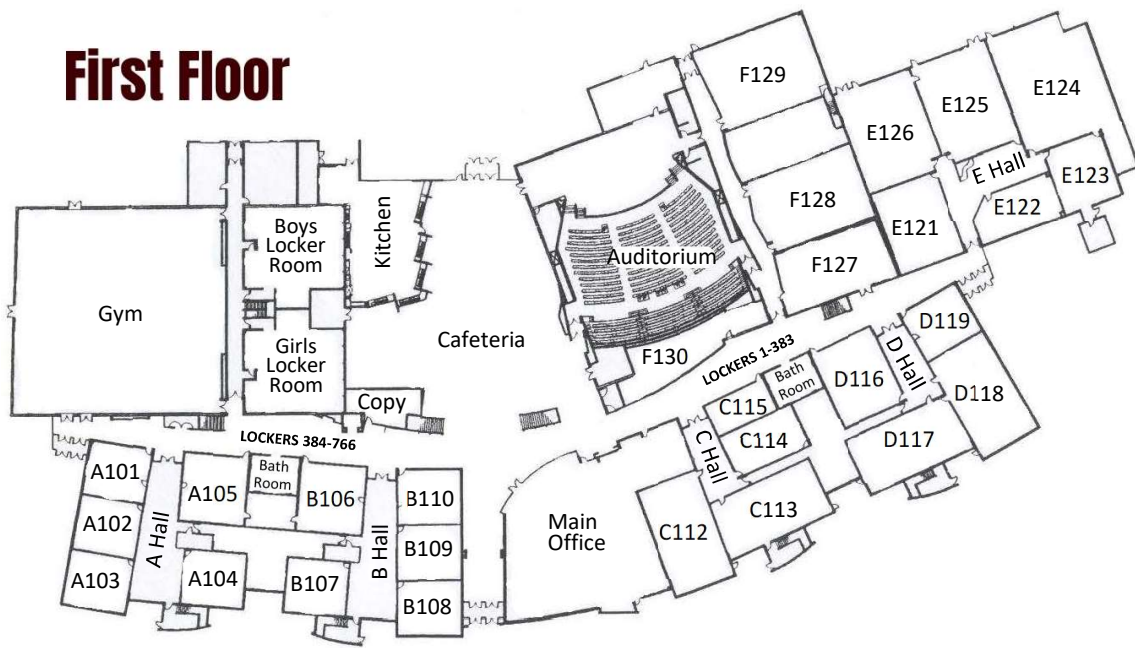 First Floor
F129
E124
E125
E126
E Hall
E123
E122
E121
F128
F127
Auditorium
F130
Boys
Locker
Room
Kitchen
Gym
Cafeteria
Girls
Locker
Room
Copy
LOCKERS 1-383
D119
D Hall
D118
D116
Bath
Room
C115
C114
D117
C Hall
C113
C112
Main
Office
LOCKERS 384-766
A101
A102
A103
A Hall
A105
Bath
Room
A104
B106
B107
B Hall
B110
B109
B108